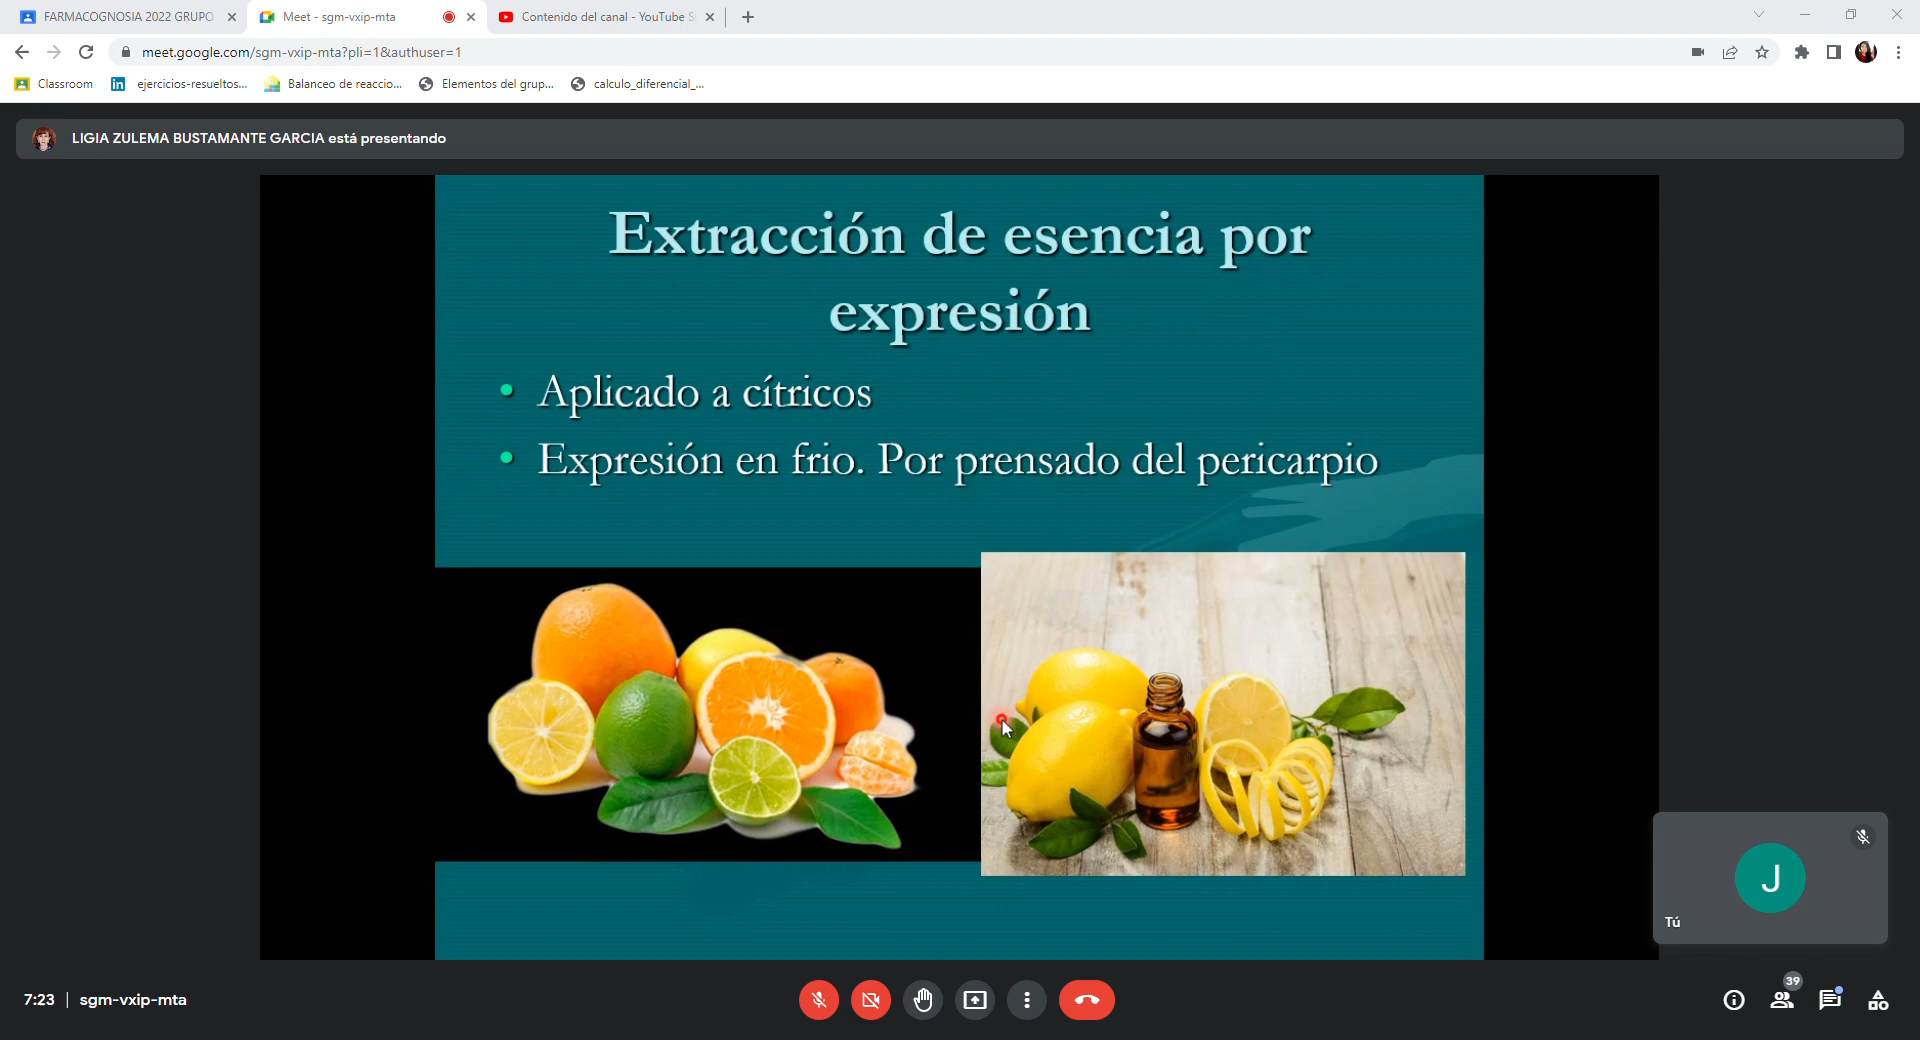 FARMACOGNOSIA 2022 GRUPO
Meet - sgm-vxip-mta
Contenido del canal - YouTube S
meet.google.com/sgm-vxip-mta?pli=1&authuser=1
Classroom
ejercicios-resueltos...
Balanceo de reaccio...
Elementos del grup...
calculo_diferencial_...
LIGIA ZULEMA BUSTAMANTE GARCIA está presentando
Extracción de esencia por
expresión
• Aplicado a cítricos
• Expresión en frio. Por prensado del pericarpio
J
Tú
7:23 | sgm-vxip-mta
39